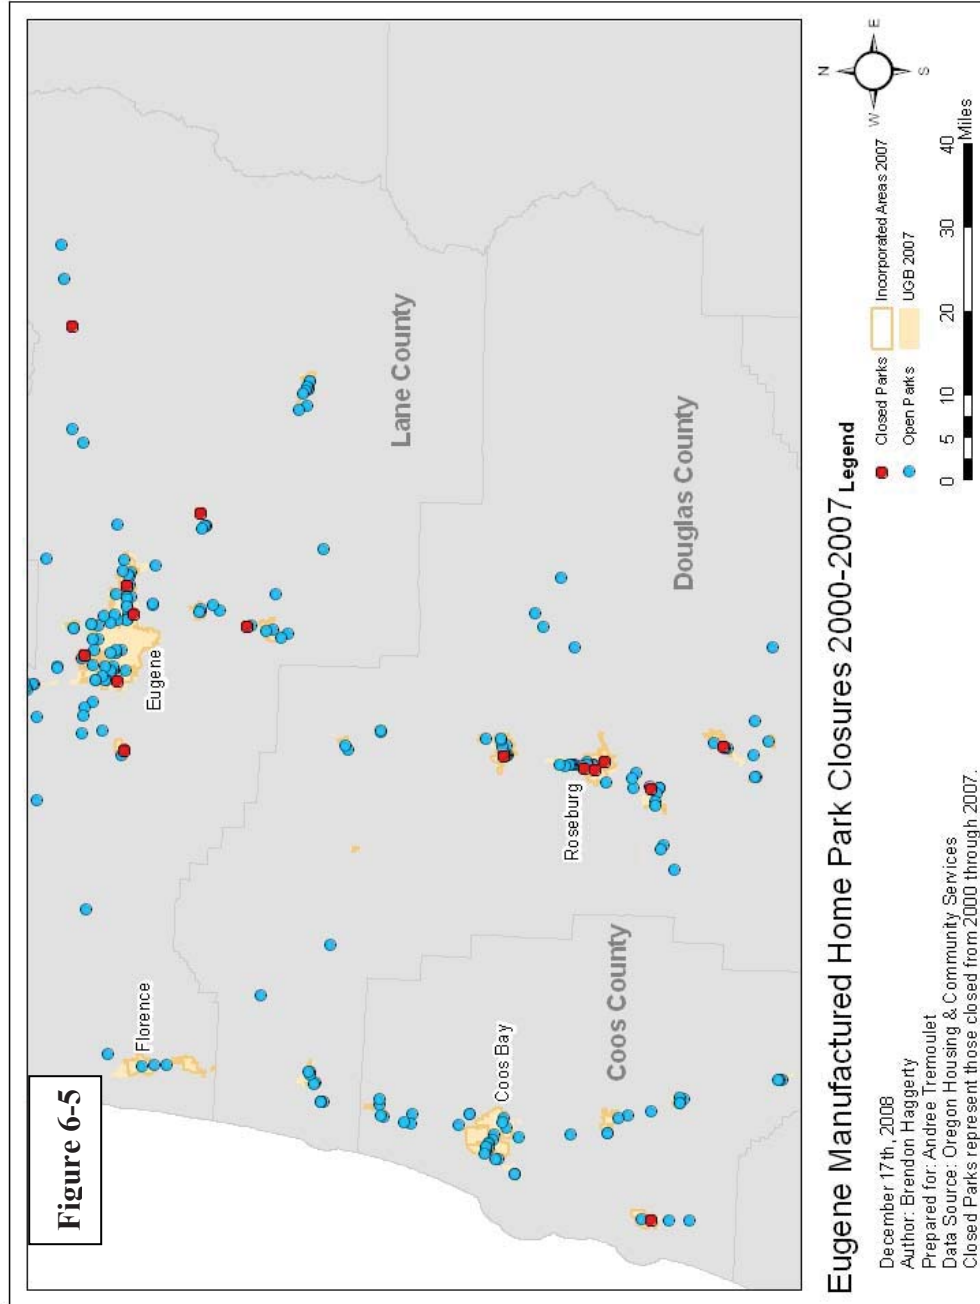 Figure 6-5
Florence
Eugene
Lane County
Coos Bay
Coos County
Roseburg
Douglas County
Eugene Manufactured Home Park Closures 2000-2007
December 17th, 2008
Author: Brendon Haggerty
Prepared for: Andree Tremoulet
Data Source: Oregon Housing & Community Services
Closed Parks represent those closed from 2000 through 2007.
Legend
Closed Parks
Open Parks
Incorporated Areas 2007
UGB 2007
0 5 10 20 30 40
Miles
N
W
E
S